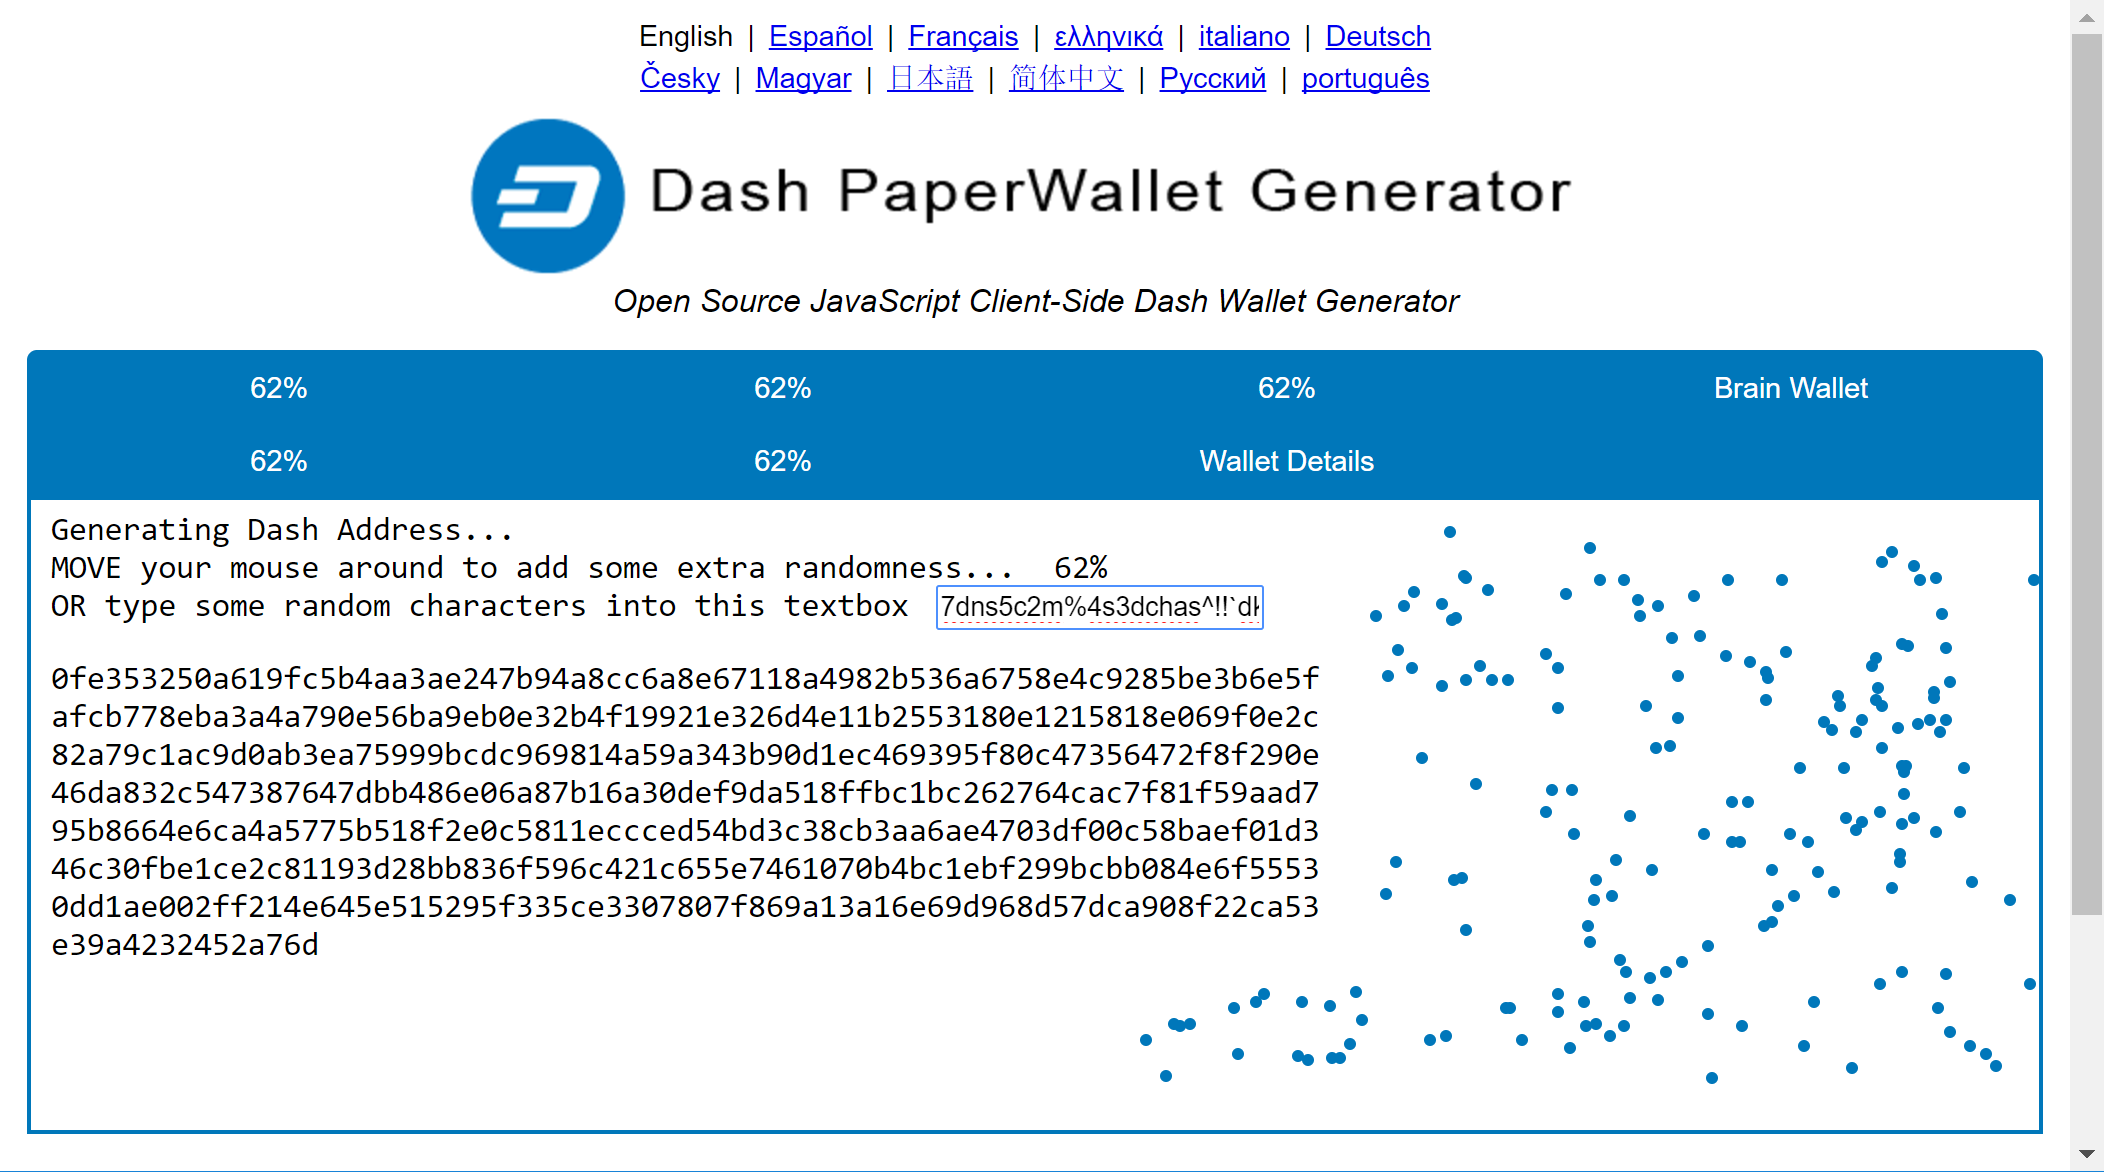 English | Español | Français | ελληνικά | italiano | Deutsch
Česky | Magyar | 日本語 | 简体中文 | Русский | português
Dash PaperWallet Generator
Open Source JavaScript Client-Side Dash Wallet Generator
62% 62% 62% Brain Wallet
62% 62% Wallet Details
Generating Dash Address...
MOVE your mouse around to add some extra randomness... 62%
OR type some random characters into this textbox 7dns5c2m%4s3dchas^!!`dk
0fe353250a619fc5b4aa3ae247b94a8cc6a8e67118a4982b536a6758e4c9285be3b6e5f
afcb778eba3a4a790e56ba9eb0e32b4f19921e326d4e11b2553180e1215818e069f0e2c
82a79c1ac9d0ab3ea75999bcdc969814a59a343b90d1ec469395f80c47356472f8f290e
46da832c547387647dbb486e06a87b16a30def9da518ffbc1bc262764cac7f81f59aad7
95b8664e6ca4a5775b518f2e0c5811eccced54bd3c38cb3aa6ae4703df00c58baef01d3
46c30fbe1ce2c81193d28bb836f596c421c655e7461070b4bc1ebf299bcbb084e6f5553
0dd1ae002ff214e645e515295f335ce3307807f869a13a16e69d968d57dca908f22ca53
e39a4232452a76d